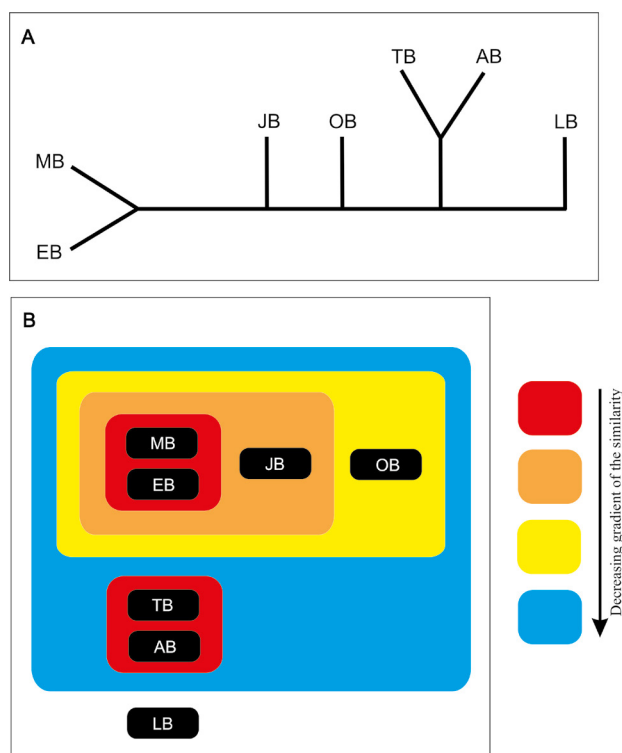 A
TB AB
JB OB LB
MB
EB
B
MB
JB OB
EB
TB
AB
LB
Decreasing gradient of the similarity